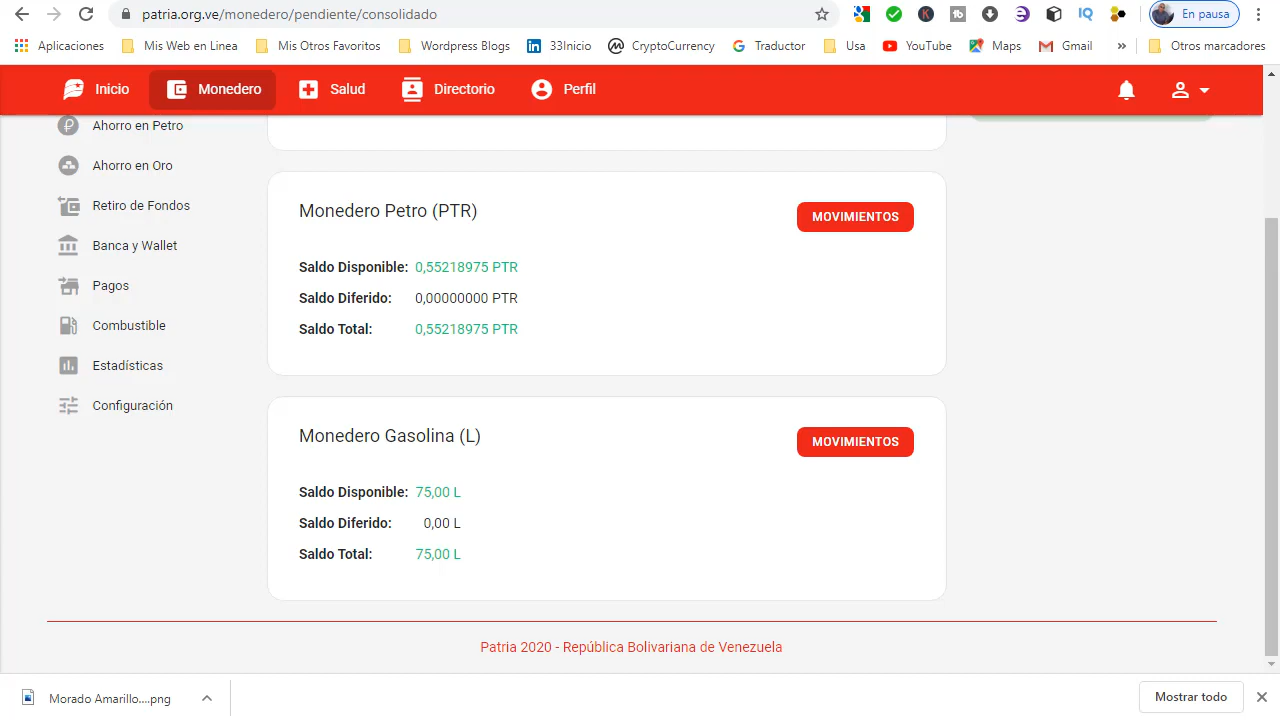 patria.org.ve/monedero/pendiente/consolidado
En pausa
Aplicaciones Mis Web en Linea Mis Otros Favoritos Wordpress Blogs 33Inicio CryptoCurrency Traductor Usa YouTube Maps Gmail » Otros marcadores
Inicio Monedero Salud Directorio Perfil
Ahorro en Petro
Ahorro en Oro
Retiro de Fondos
Banca y Wallet
Pagos
Combustible
Estadísticas
Configuración
Monedero Petro (PTR)
MOVIMIENTOS
Saldo Disponible: 0,55218975 PTR
Saldo Diferido: 0,00000000 PTR
Saldo Total: 0,55218975 PTR
Monedero Gasolina (L)
MOVIMIENTOS
Saldo Disponible: 75,00 L
Saldo Diferido: 0,00 L
Saldo Total: 75,00 L
Patria 2020 - República Bolivariana de Venezuela
Morado Amarillo....png
Mostrar todo